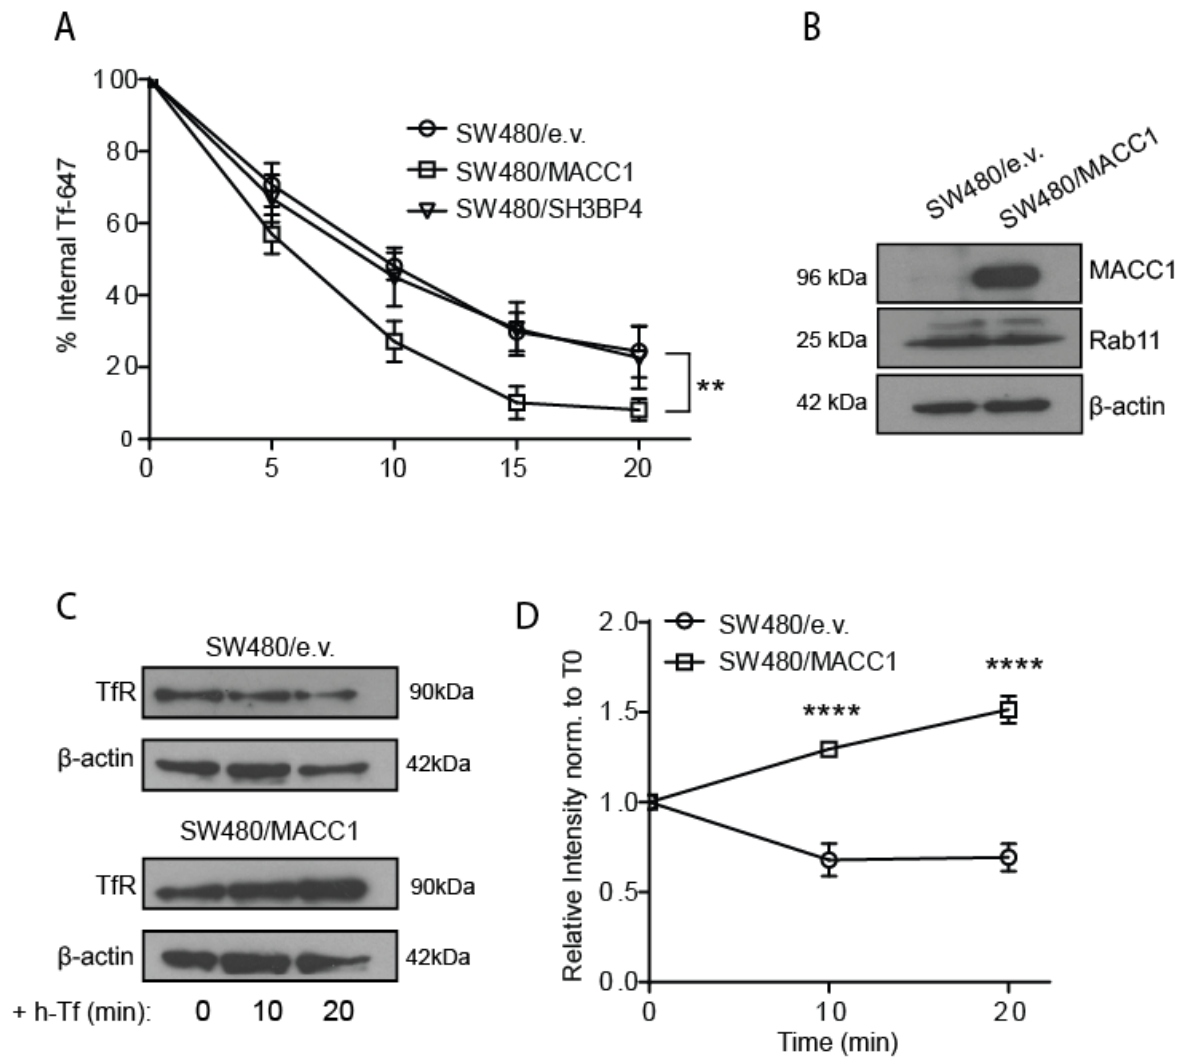 A
100
80
60
40
20
0
% Internal Tf-647
SW480/e.v.
SW480/MACC1
SW480/SH3BP4
**
0 5 10 15 20
B
SW480/e.v.
SW480/MACC1
96 kDa MACC1
25 kDa Rab11
42 kDa β-actin
C
SW480/e.v.
TfR 90kDa
β-actin 42kDa
SW480/MACC1
TfR 90kDa
β-actin 42kDa
+ h-Tf (min): 0 10 20
D
2.0
1.5
1.0
0.5
0.0
Relative Intensity norm. to T0
SW480/e.v.
SW480/MACC1
****
****
0 10 20
Time (min)